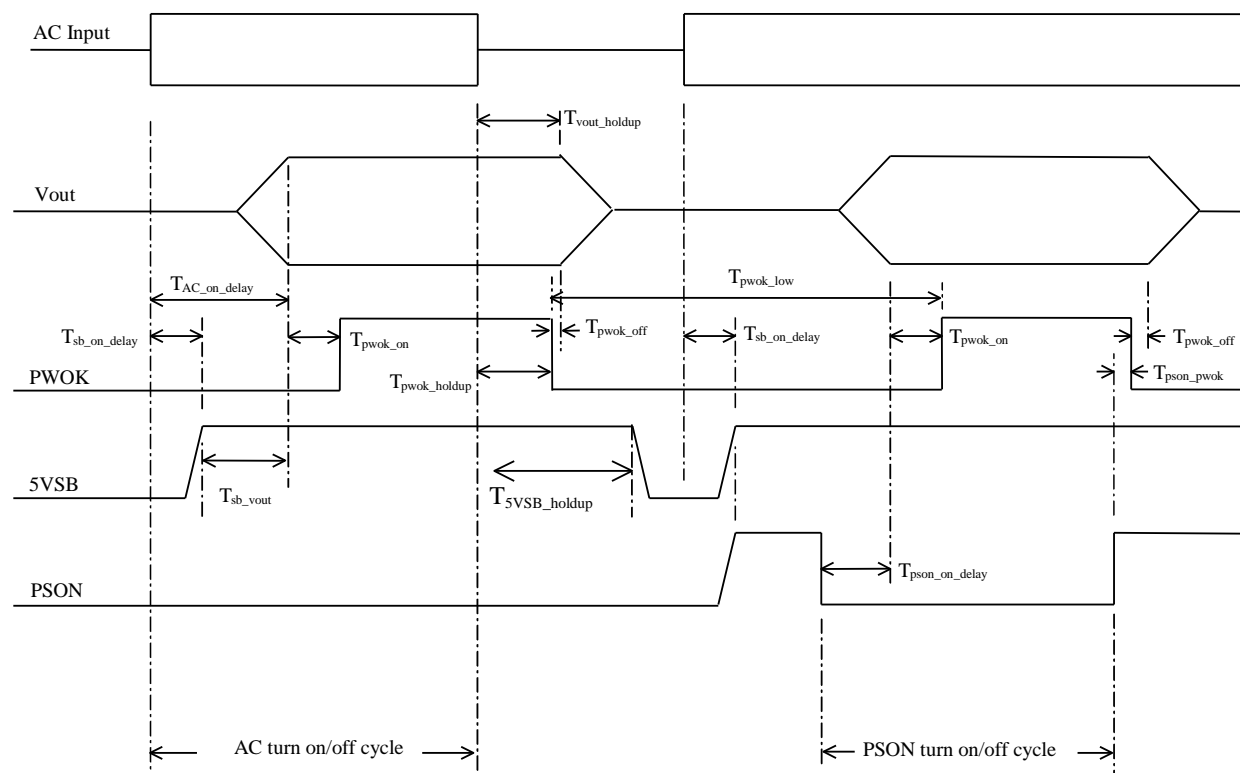 AC Input
Tvout_holdup
Vout
TAC_on_delay
Tpwok_low
Tsb_on_delay
Tpwok_on
Tpwok_off
Tsb_on_delay
Tpwok_on
Tpwok_off
PWOK
Tpwok_holdup
Tpson_pwok
5VSB
Tsb_vout
T5VSB_holdup
PSON
Tpson_on_delay
AC turn on/off cycle
PSON turn on/off cycle